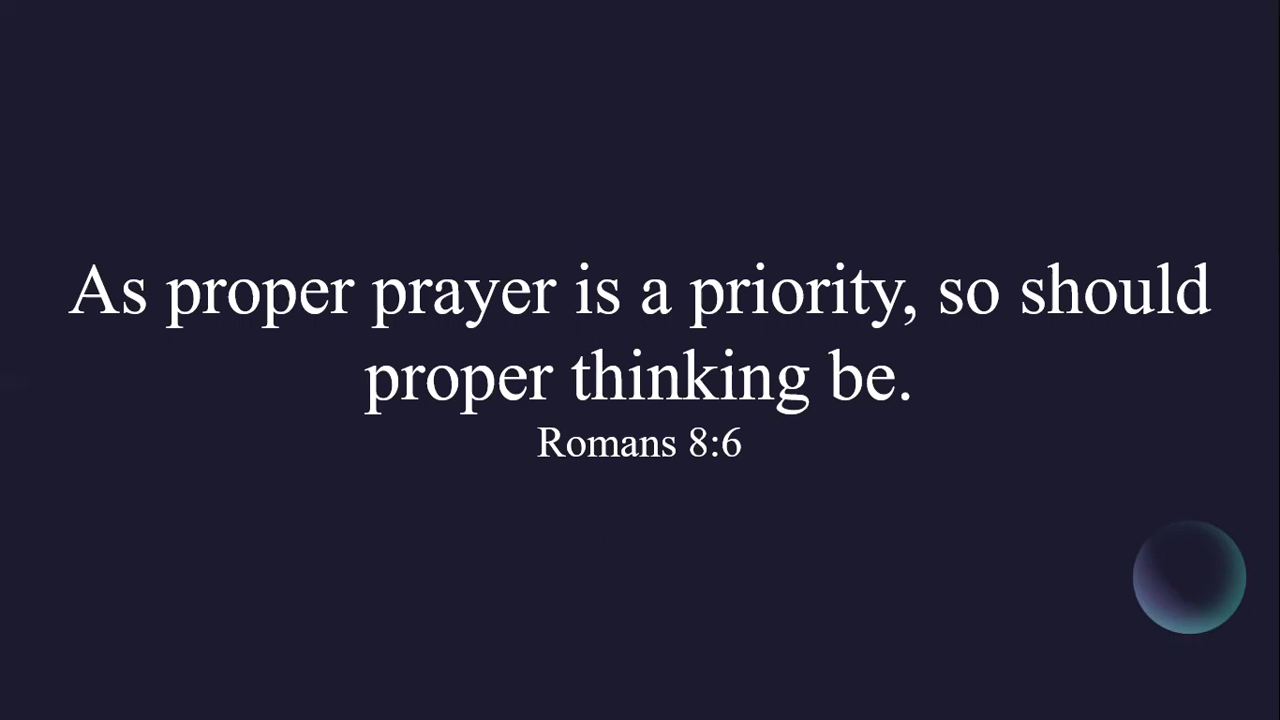 As proper prayer is a priority, so should
proper thinking be.
Romans 8:6